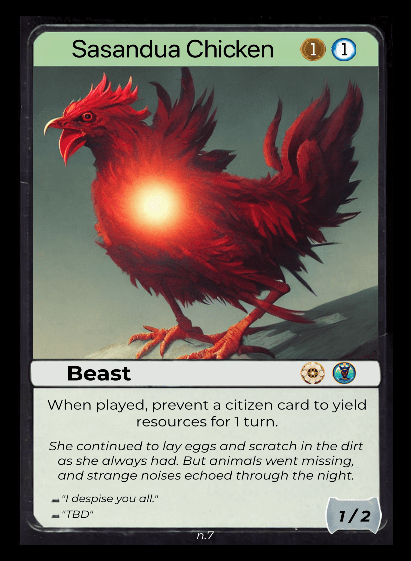 Sasandua Chicken 1 1
Beast
When played, prevent a citizen card to yield
resources for 1 turn.
She continued to lay eggs and scratch in the dirt
as she always had. But animals went missing,
and strange noises echoed through the night.
"I despise you all."
"TBD"
1 / 2
n.7